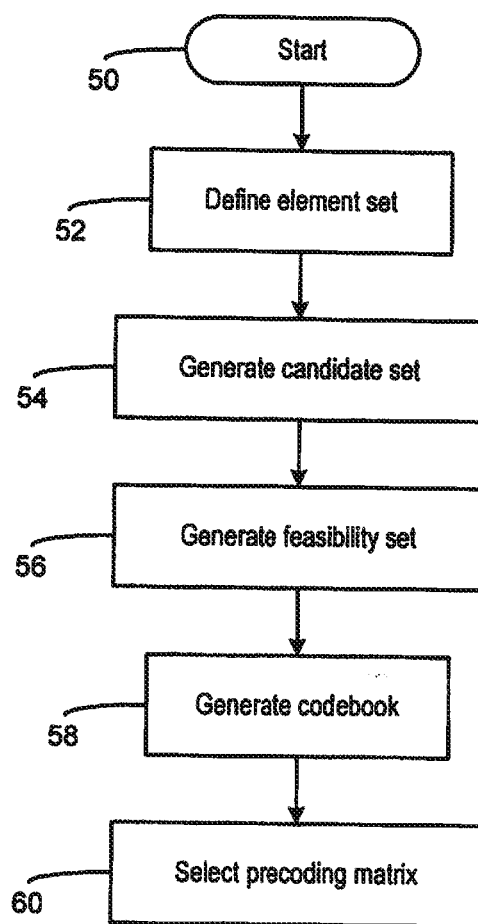 Start
50
Define element set
52
Generate candidate set
54
Generate feasibility set
56
Generate codebook
58
Select precoding matrix
60